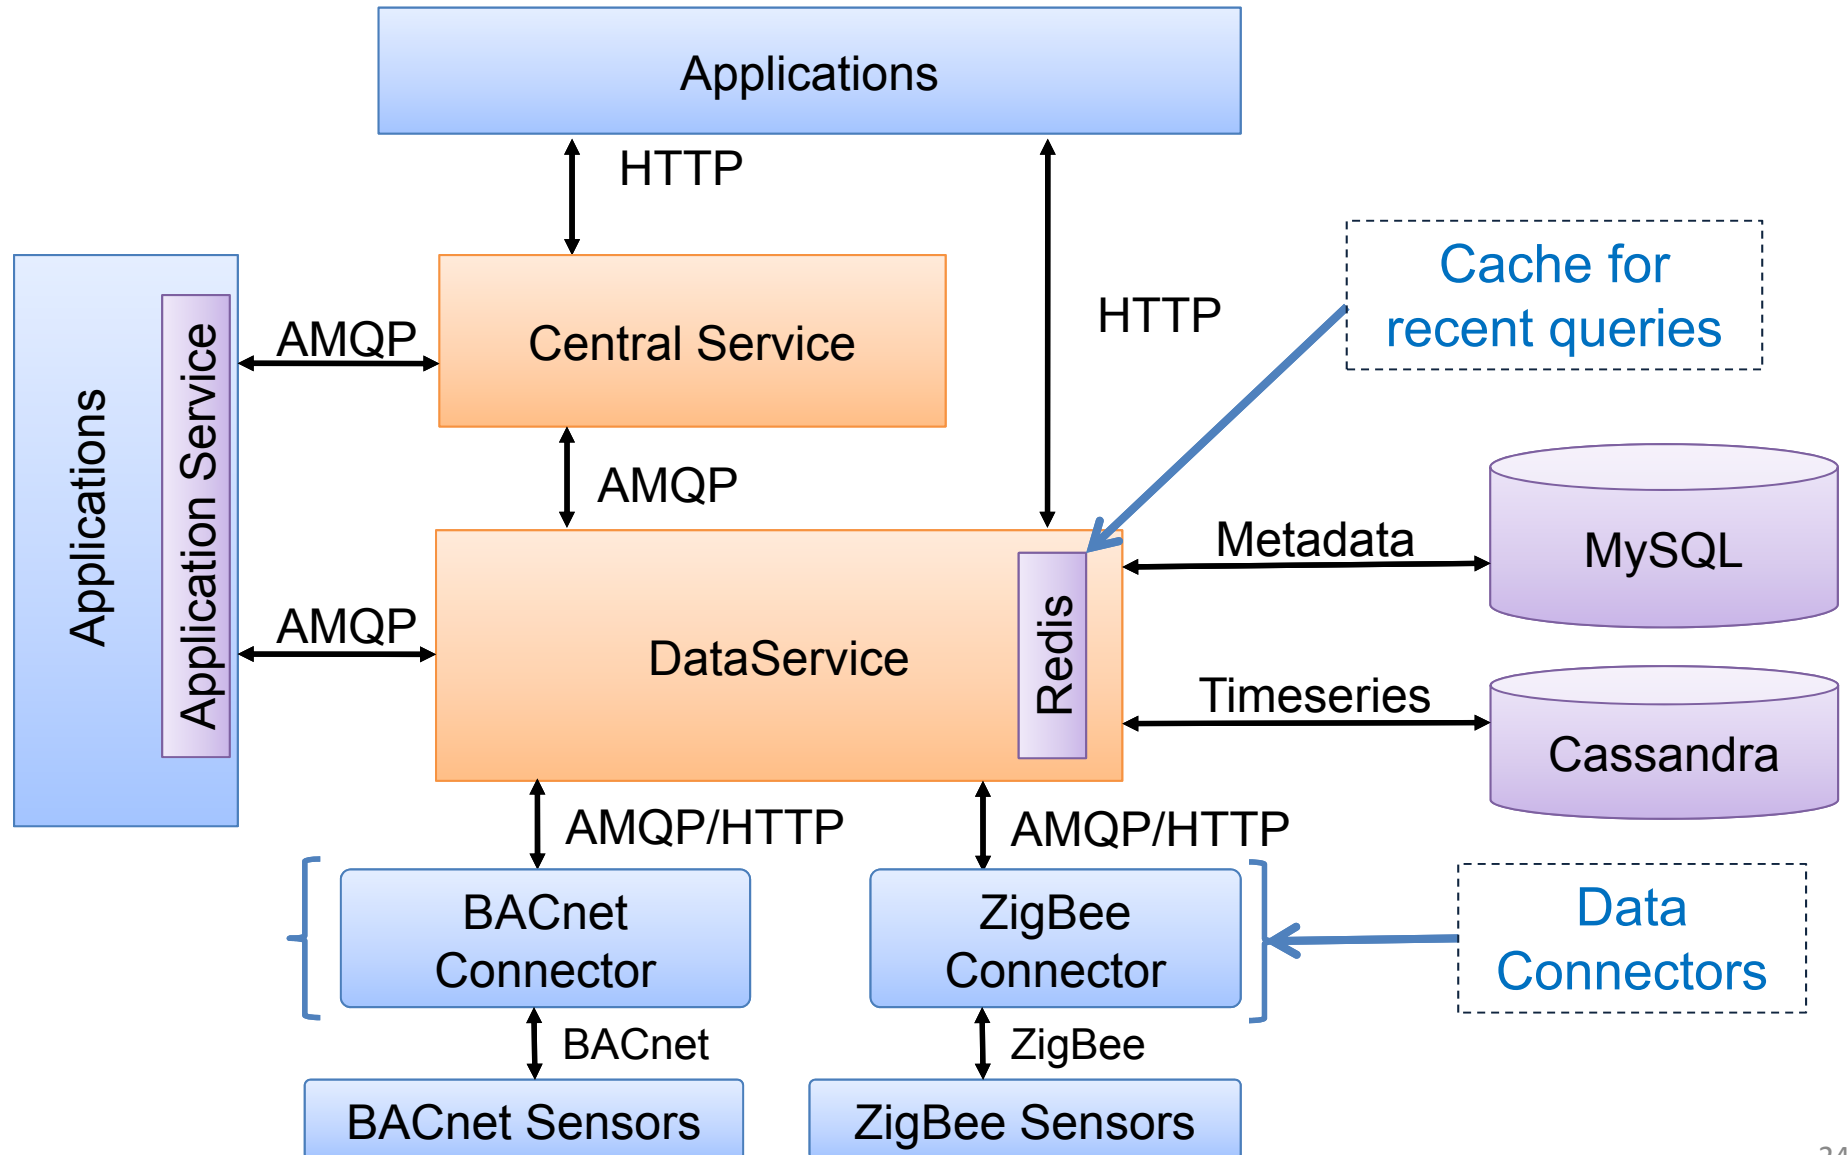 Applications
HTTP
HTTP
Cache for
recent queries
Applications
Application Service
AMQP
Central Service
AMQP
AMQP
DataService
Redis
Metadata
MySQL
Timeseries
Cassandra
AMQP/HTTP
AMQP/HTTP
BACnet
Connector
ZigBee
Connector
Data
Connectors
BACnet
ZigBee
BACnet Sensors
ZigBee Sensors